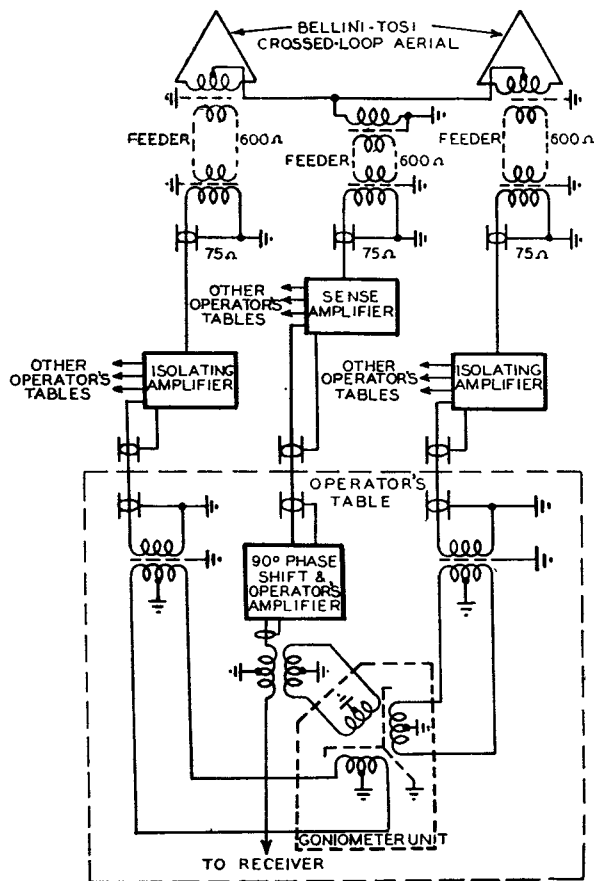 BELLINI-TOSI
CROSSED-LOOP AERIAL
FEEDER
600Ω
FEEDER
600Ω
FEEDER
600Ω
75Ω
75Ω
75Ω
OTHER
OPERATOR'S
TABLES
SENSE
AMPLIFIER
OTHER
OPERATOR'S
TABLES
ISOLATING
AMPLIFIER
OTHER
OPERATOR'S
TABLES
ISOLATING
AMPLIFIER
OPERATOR'S
TABLE
90° PHASE
SHIFT &
OPERATOR'S
AMPLIFIER
GONIOMETER UNIT
TO RECEIVER